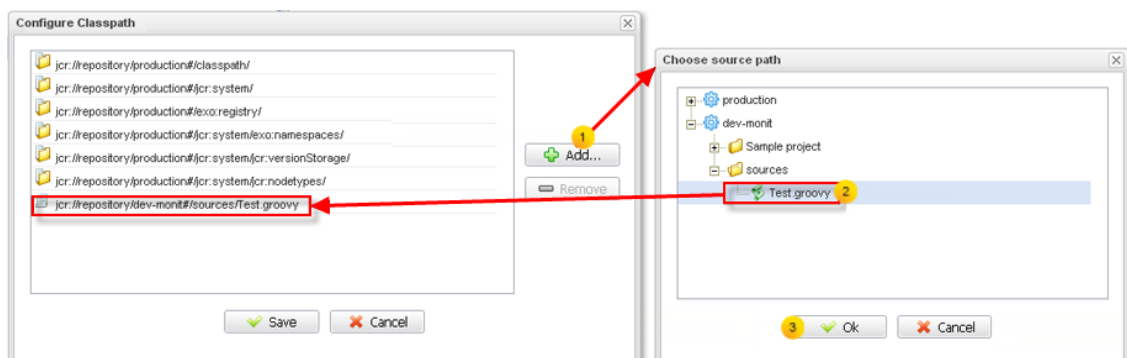 Configure Classpath
jcr://repository/production#/classpath/
jcr://repository/production#/jcr:system/
jcr://repository/production#/exo:registry/
jcr://repository/production#/jcr:system/exo:namespaces/
jcr://repository/production#/jcr:system/jcr:versionStorage/
jcr://repository/production#/jcr:system/jcr:nodetypes/
jcr://repository/dev-monit#/sources/Test.groovy
1
Add...
Remove
Save
Cancel
Choose source path
production
dev-monit
Sample project
sources
Test.groovy 2
3 Ok
Cancel